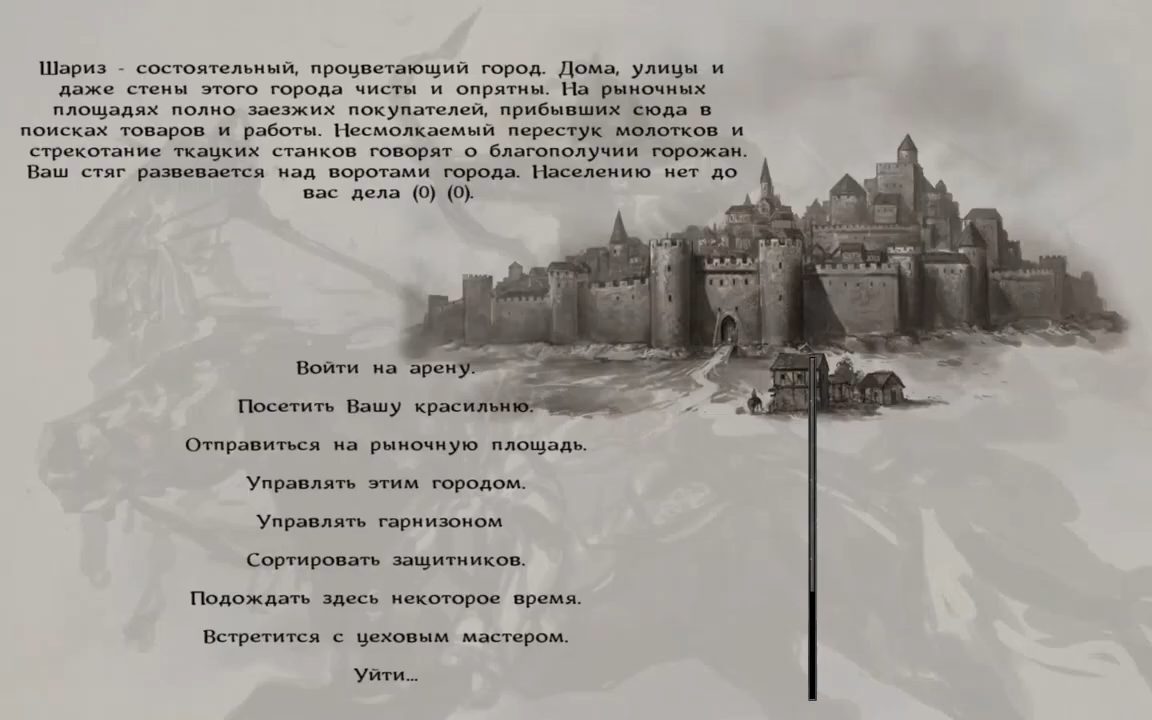 Шариз - состоятельный, процветающий город. Дома, улицы и
даже стены этого города чисты и опрятны. На рыночных
площадях полно заезжих покупателей, прибывших сюда в
поисках товаров и работы. Несмолкаемый перестук молотков и
стрекотание ткацких станков говорят о благополучии горожан.
Ваш стяг развевается над воротами города. Населению нет до
вас дела (0) (0).
Войти на арену.
Посетить Вашу красильню.
Отправиться на рыночную площадь.
Управлять этим городом.
Управлять гарнизоном
Сортировать защитников.
Подождать здесь некоторое время.
Встретится с цеховым мастером.
Уйти...